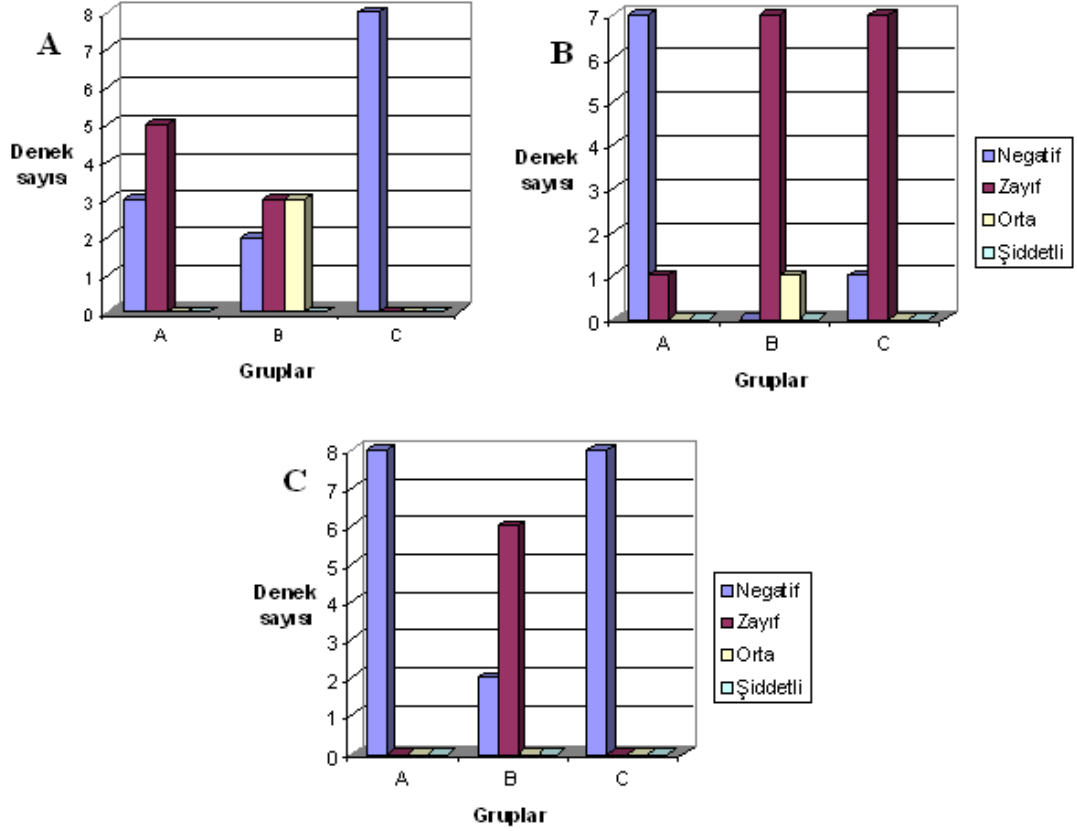 A
8
7
6
5
4
3
2
1
0
Denek
sayısı
A B C
Gruplar
B
7
6
5
4
3
2
1
0
Denek
sayısı
A B C
Gruplar
Negatif
Zayıf
Orta
Şiddetli
C
8
7
6
5
4
3
2
1
0
Denek
sayısı
A B C
Gruplar
Negatif
Zayıf
Orta
Şiddetli